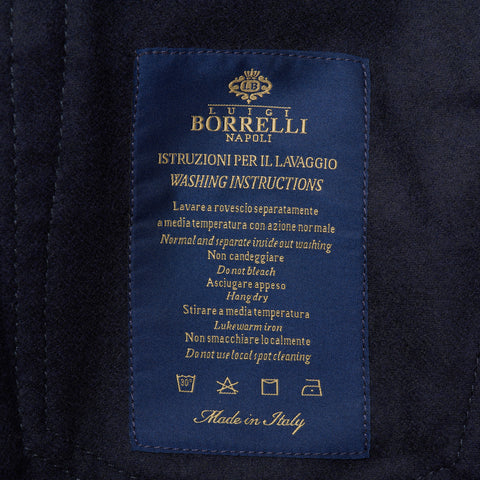 LB
LUIGI
BORRELLI
NAPOLI
ISTRUZIONI PER IL LAVAGGIO
WASHING INSTRUCTIONS
Lavare a rovescio separatamente
a media temperatura con azione normale
Normal and separate inside out washing
Non candeggiare
Do not bleach
Asciugare appeso
Hang dry
Stirare a media temperatura
Lukewarm iron
Non smacchiare localmente
Do not use local spot cleaning
30°
Made in Italy